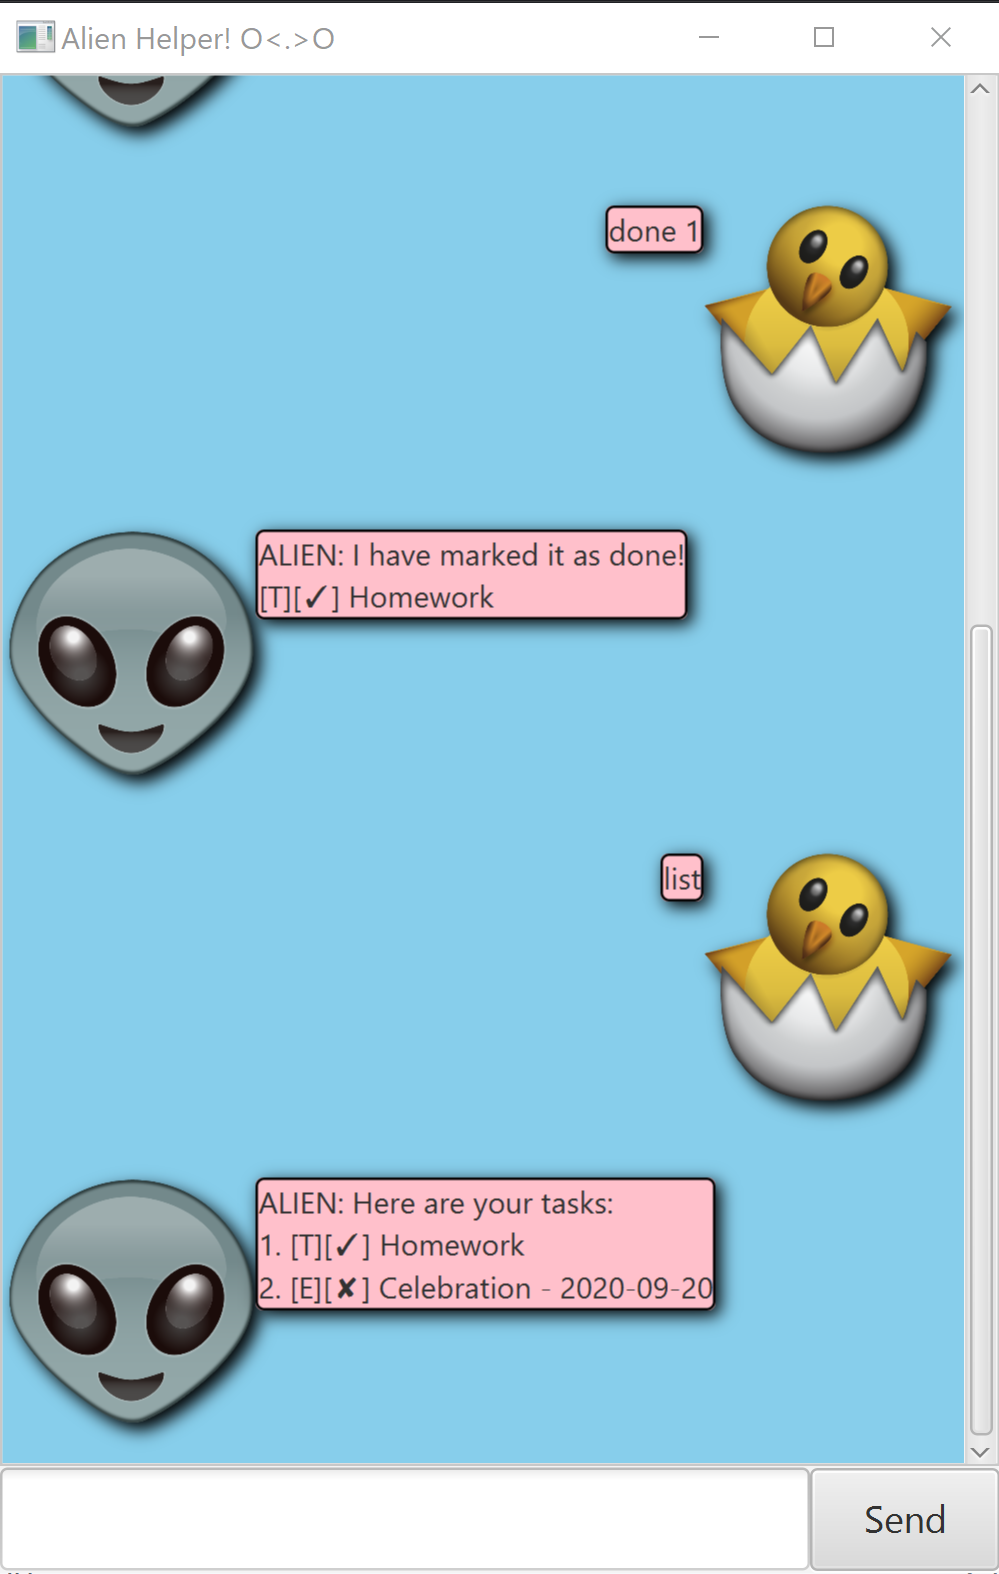 Alien Helper! O<.>O
done 1
ALIEN: I have marked it as done!
[T][✓] Homework
list
ALIEN: Here are your tasks:
1. [T][✓] Homework
2. [E][✘] Celebration - 2020-09-20
Send